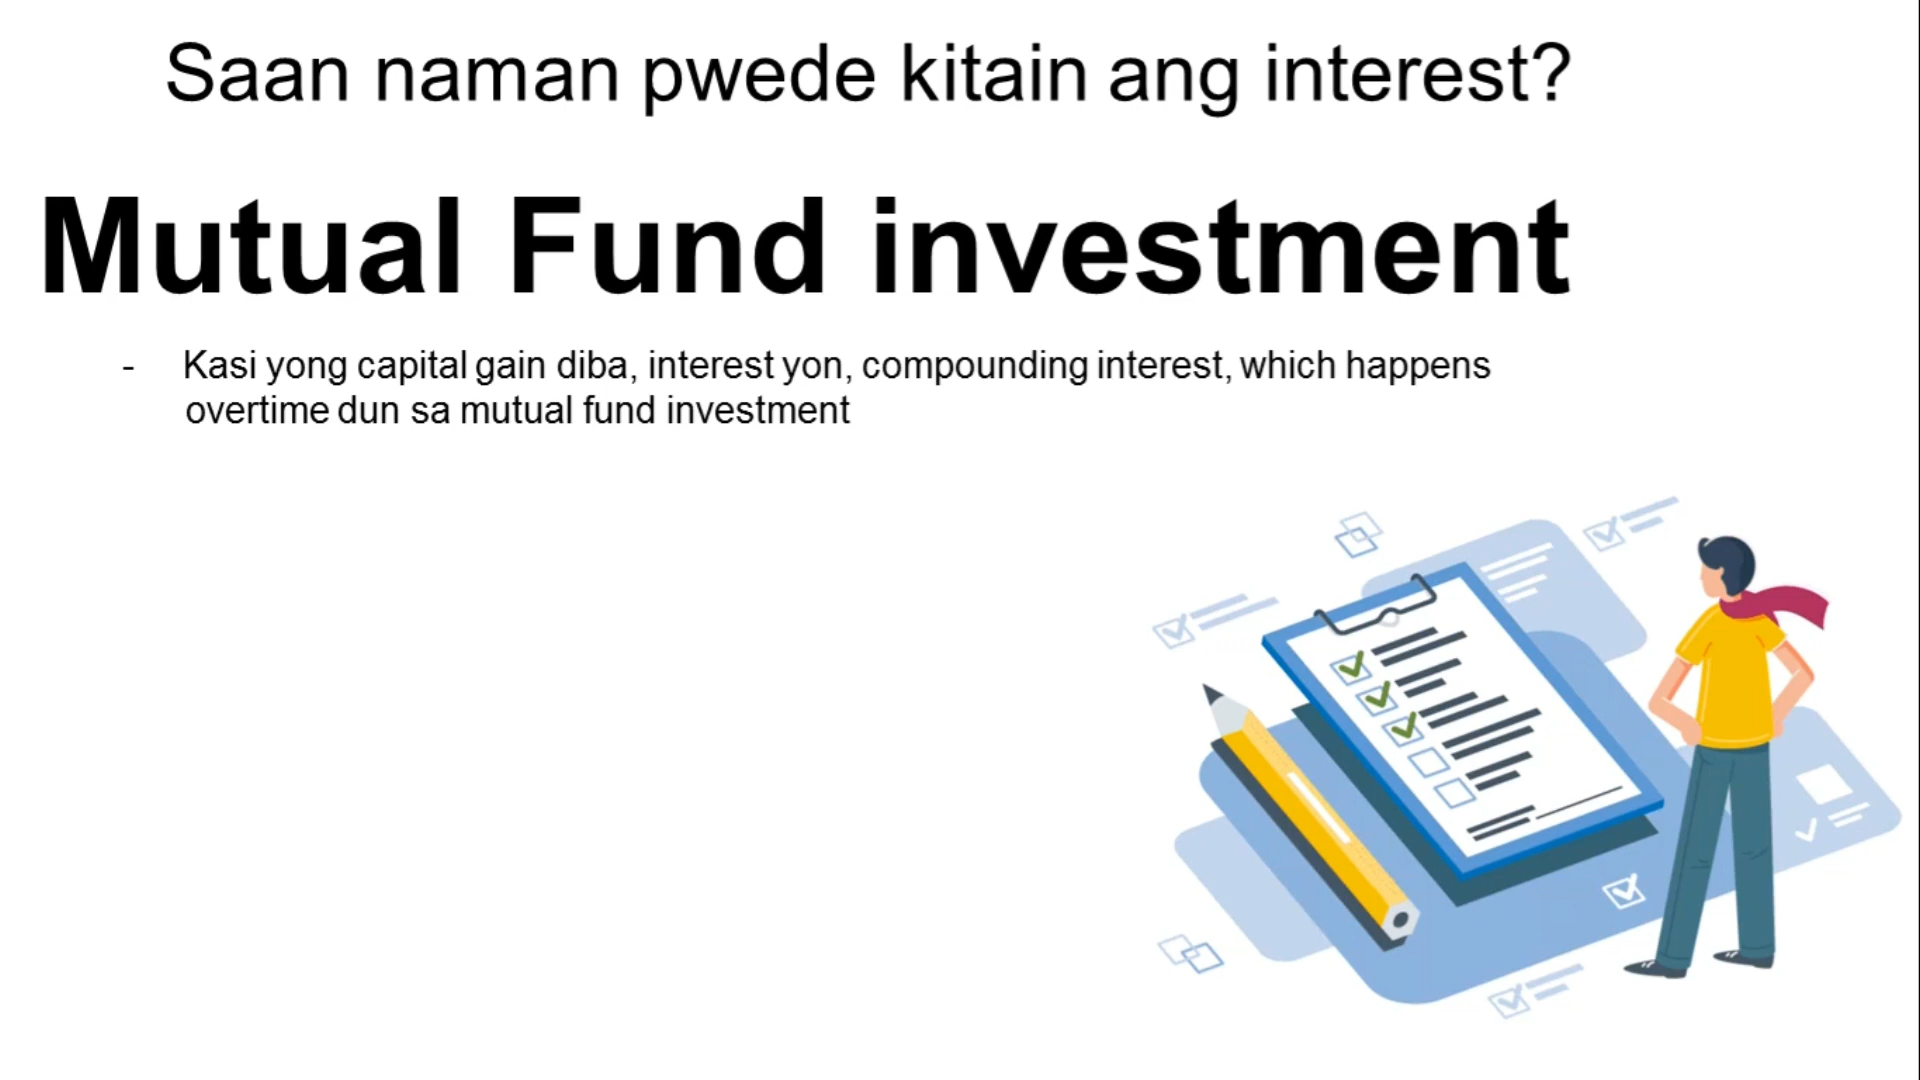 Saan naman pwede kitain ang interest?
Mutual Fund investment
- Kasi yong capital gain diba, interest yon, compounding interest, which happens
overtime dun sa mutual fund investment